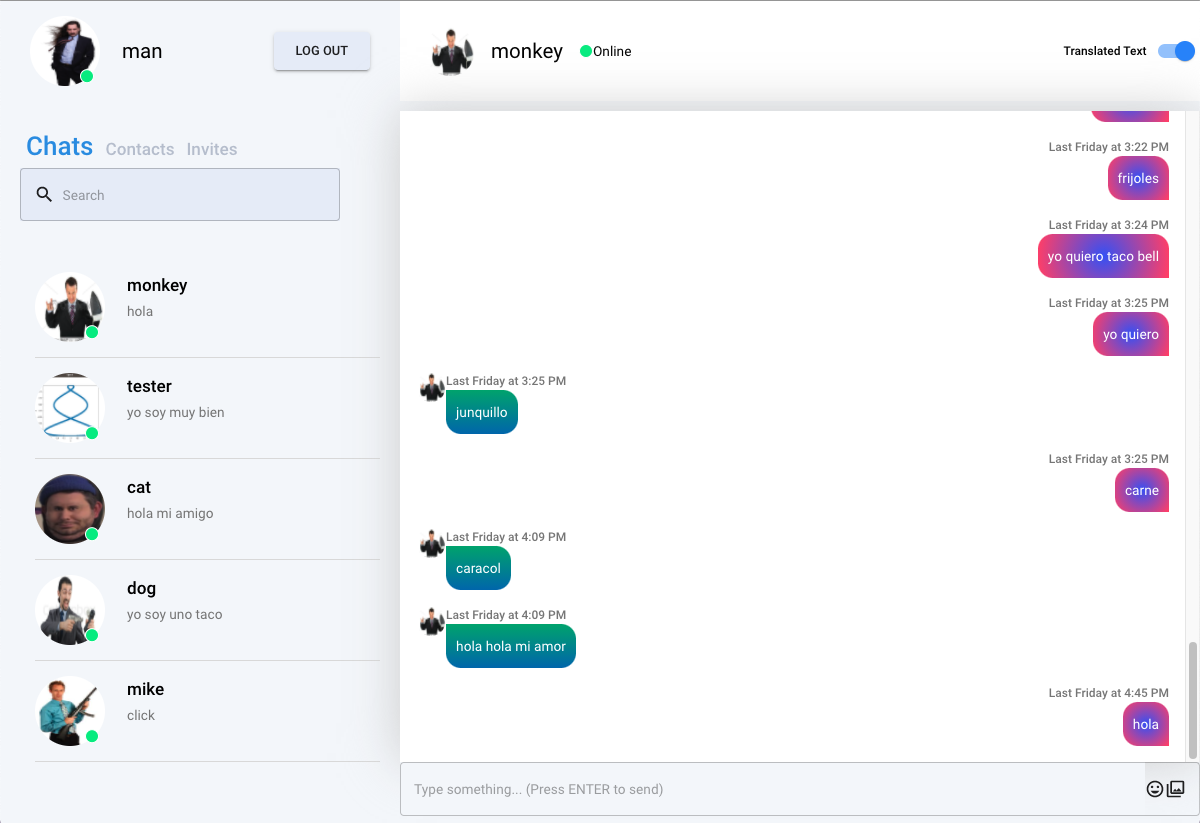 man
LOG OUT
Chats Contacts Invites
Search
monkey
hola
tester
yo soy muy bien
cat
hola mi amigo
dog
yo soy uno taco
mike
click
monkey Online
Translated Text
Last Friday at 3:22 PM
frijoles
Last Friday at 3:24 PM
yo quiero taco bell
Last Friday at 3:25 PM
yo quiero
Last Friday at 3:25 PM
junquillo
Last Friday at 3:25 PM
carne
Last Friday at 4:09 PM
caracol
Last Friday at 4:09 PM
hola hola mi amor
Last Friday at 4:45 PM
hola
Type something... (Press ENTER to send)